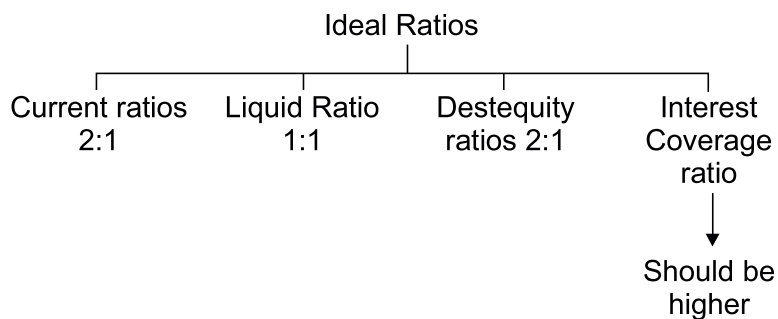 Ideal Ratios
Current ratios
2:1
Liquid Ratio
1:1
Destequity
ratios 2:1
Interest
Coverage
ratio
Should be
higher